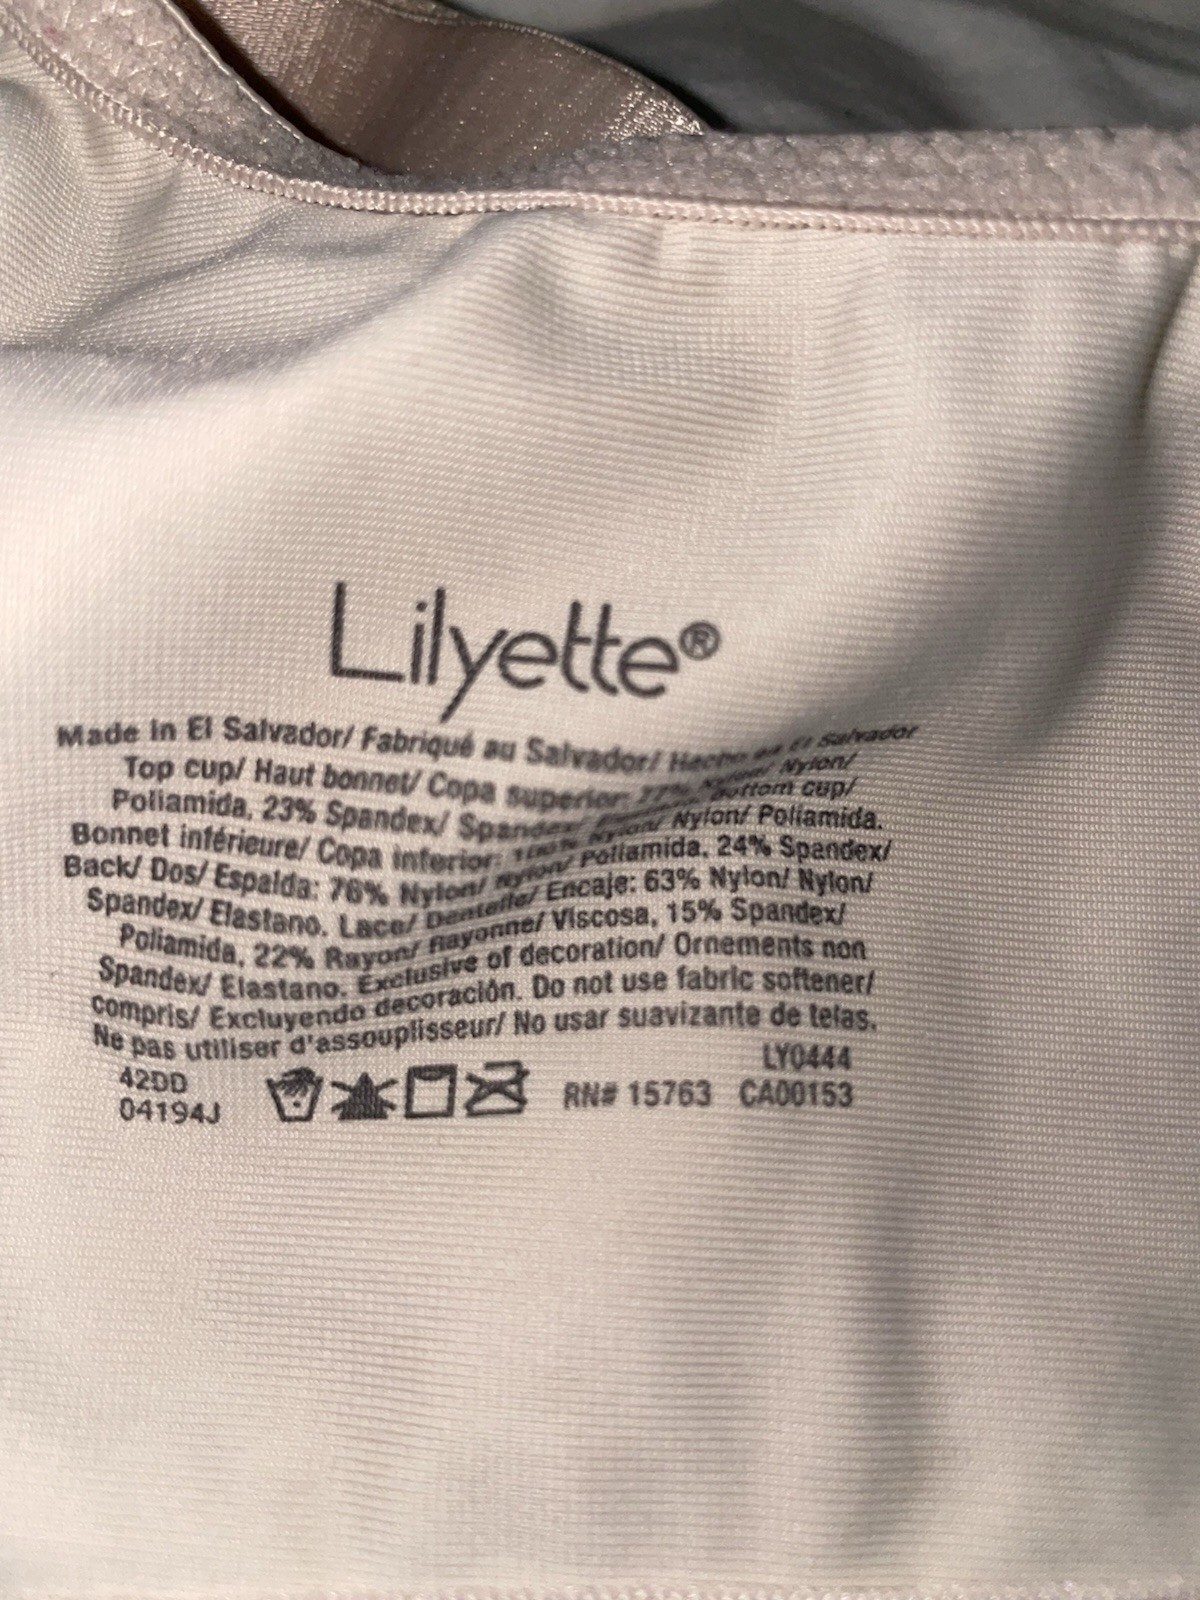 Lilyette®
Made in El Salvador/ Fabriqué au Salvador/ Hecho en El Salvador
Top cup/ Haut bonnet/ Copa superior: 77% Nylon/ Nylon/
Poliamida, 23% Spandex/ Spandex/ bottom cup/
Bonnet inférieure/ Copa inferior: 100% Nylon/ Nylon/ Poliamida.
Back/ Dos/ Espalda: 76% Nylon/ Nylon/ Poliamida, 24% Spandex/
Spandex/ Elastano. Lace/ Dentelle/ Encaje: 63% Nylon/ Nylon/
Poliamida, 22% Rayon/ Rayonne/ Viscosa, 15% Spandex/
Spandex/ Elastano. Exclusive of decoration/ Ornements non
compris/ Excluyendo decoración. Do not use fabric softener/
Ne pas utiliser d'assouplisseur/ No usar suavizante de telas.
LY0444
42DD
RN# 15763 CA00153
04194J